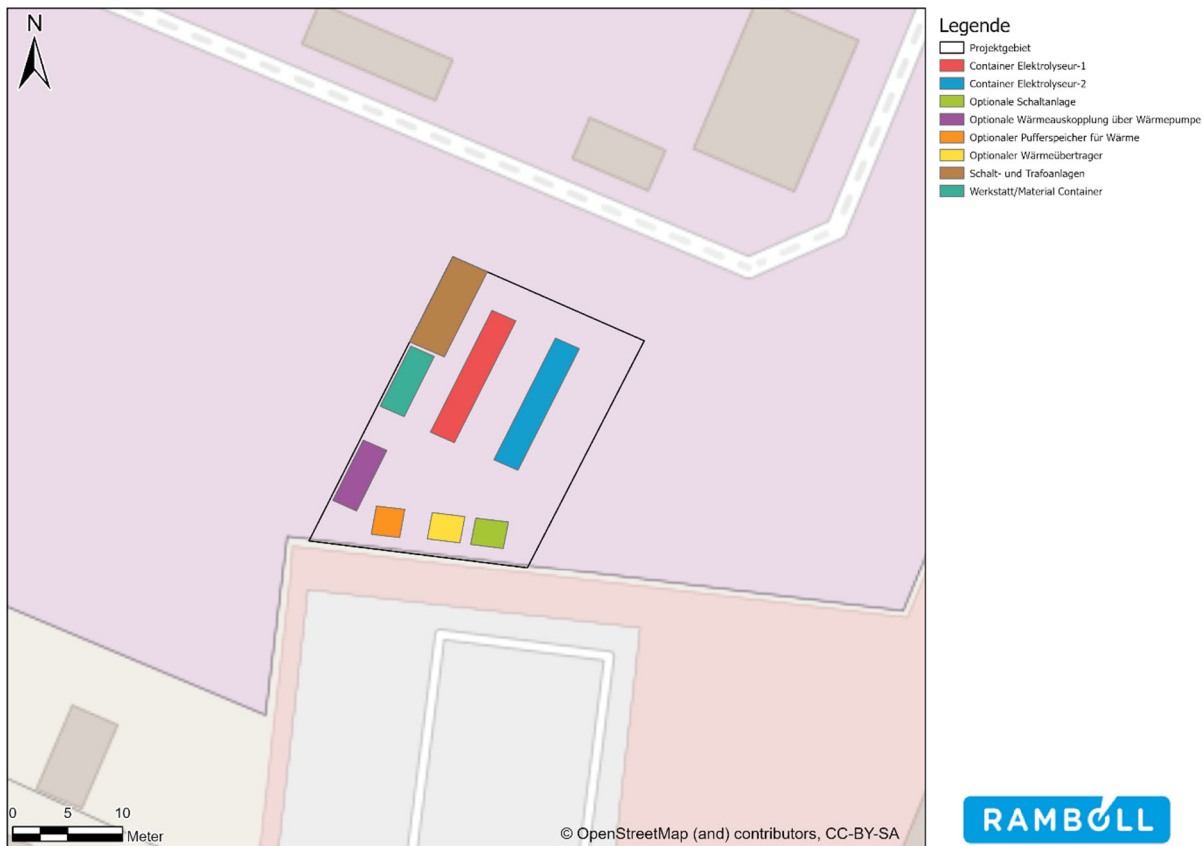 N
Legende
Projektgebiet
Container Elektrolyseur-1
Container Elektrolyseur-2
Optionale Schaltanlage
Optionale Wärmeauskopplung über Wärmepumpe
Optionaler Pufferspeicher für Wärme
Optionaler Wärmeübertrager
Schalt- und Trafoanlagen
Werkstatt/Material Container
0 5 10
Meter
© OpenStreetMap (and) contributors, CC-BY-SA
RAMBOLL